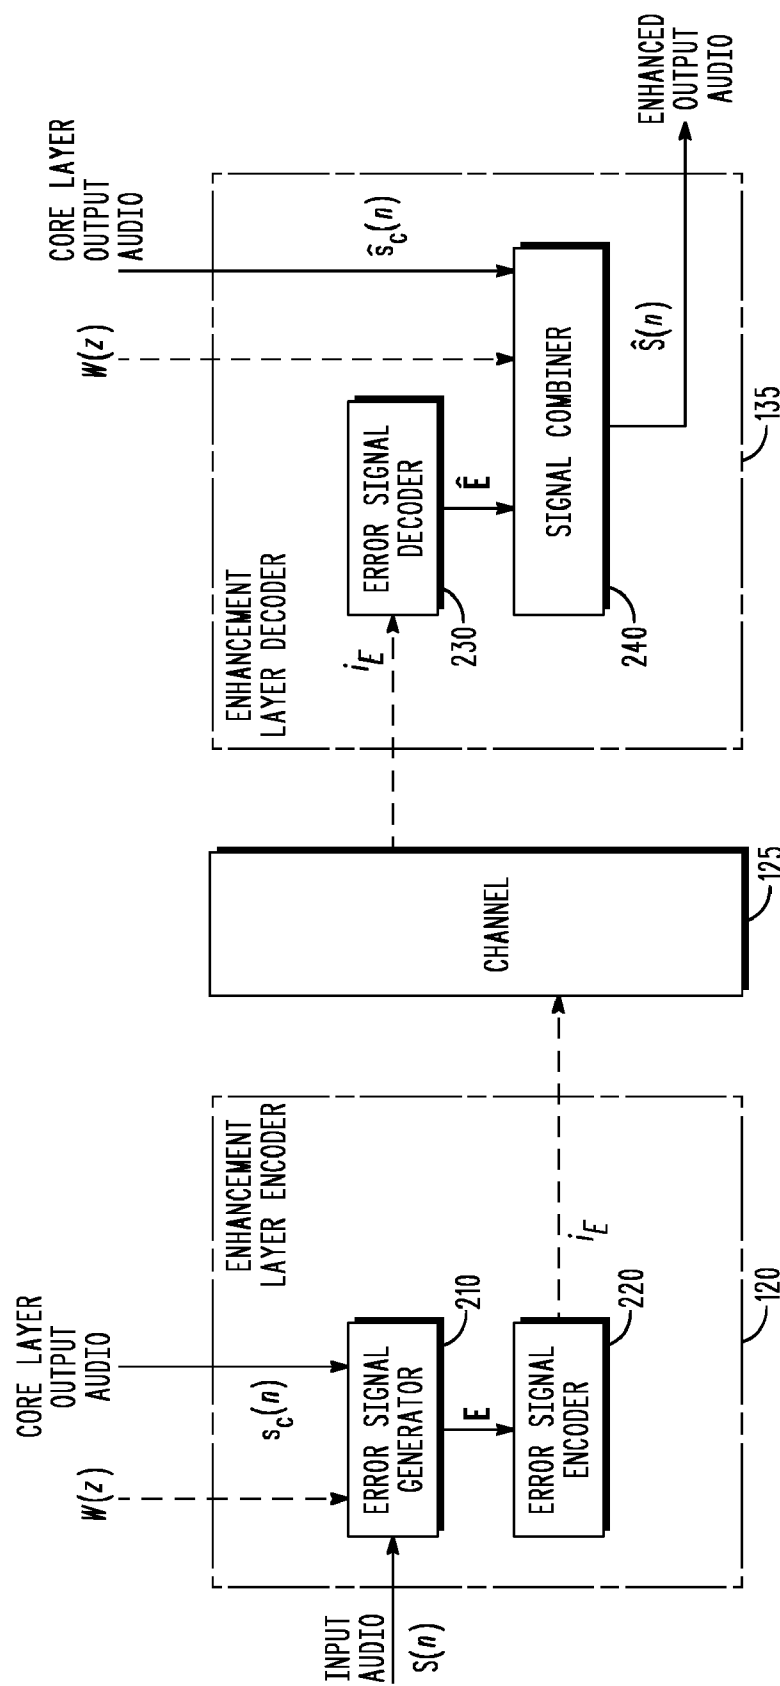 INPUT
AUDIO
S(n)
W(z)
CORE LAYER
OUTPUT
AUDIO
s_c(n)
ENHANCEMENT
LAYER ENCODER
ERROR SIGNAL
GENERATOR
210
E
ERROR SIGNAL
ENCODER
220
i_E
120
CHANNEL
125
ENHANCEMENT
LAYER DECODER
i_E
ERROR SIGNAL
DECODER
230
Ê
W(z)
CORE LAYER
OUTPUT
AUDIO
ŝ_c(n)
SIGNAL COMBINER
240
Ŝ(n)
135
ENHANCED
OUTPUT
AUDIO